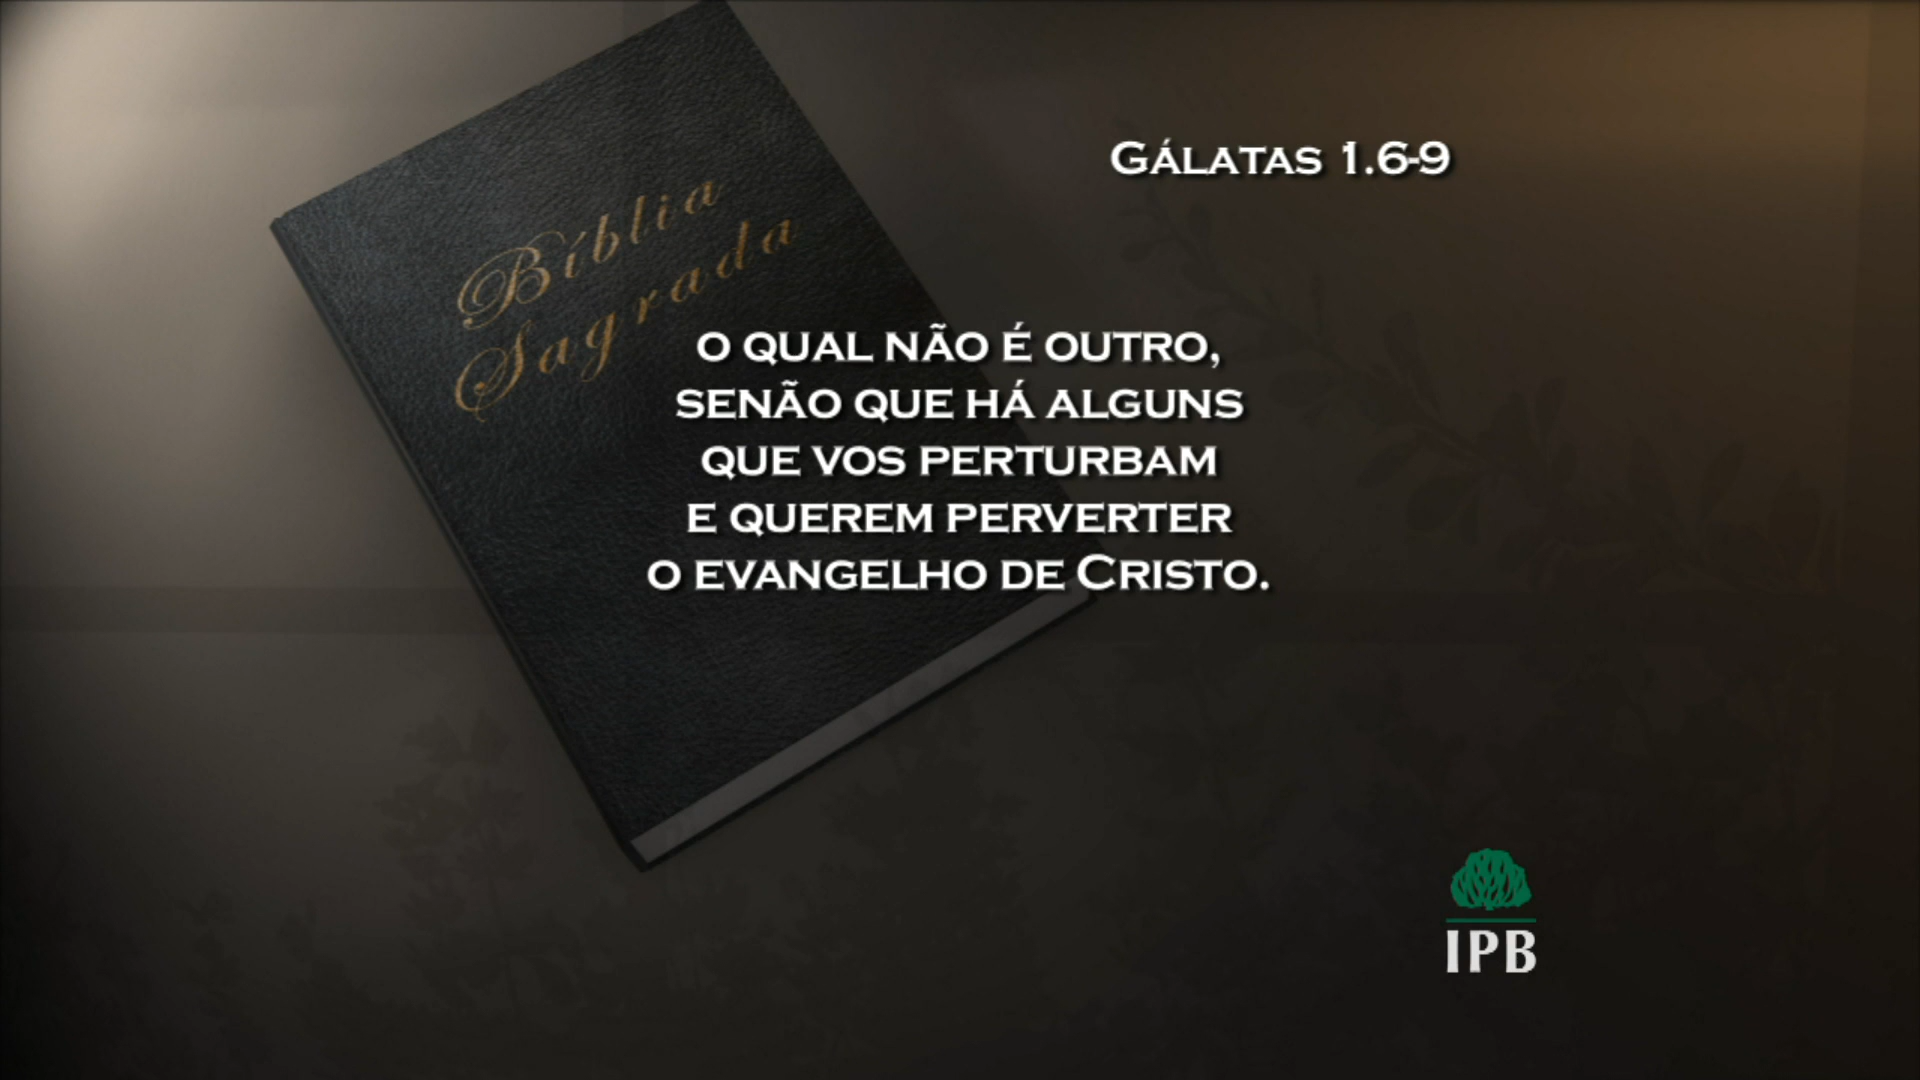 Bíblia
Sagrada
Gálatas 1.6-9
o qual não é outro,
senão que há alguns
que vos perturbam
e querem perverter
o evangelho de Cristo.
IPB